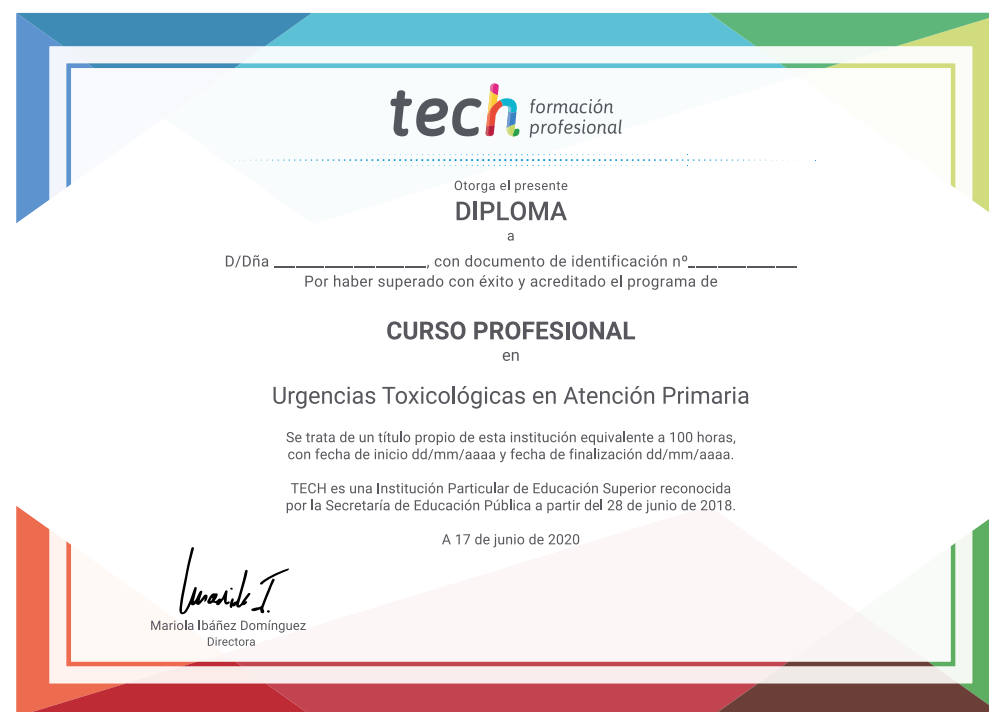 tech formación profesional
Otorga el presente
DIPLOMA
a
D/Dña ______________, con documento de identificación nº__________
Por haber superado con éxito y acreditado el programa de
CURSO PROFESIONAL
en
Urgencias Toxicológicas en Atención Primaria
Se trata de un título propio de esta institución equivalente a 100 horas,
con fecha de inicio dd/mm/aaaa y fecha de finalización dd/mm/aaaa.
TECH es una Institución Particular de Educación Superior reconocida
por la Secretaría de Educación Pública a partir del 28 de junio de 2018.
A 17 de junio de 2020
Mariola Ibáñez Domínguez
Directora